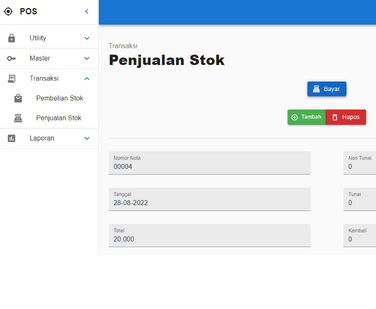 POS
Utility
Master
Transaksi
Pembelian Stok
Penjualan Stok
Laporan
Transaksi
Penjualan Stok
Bayar
Tambah Hapus
Nomor Nota
00004
Non Tunai
0
Tanggal
28-08-2022
Tunai
0
Total
20,000
Kembali
0